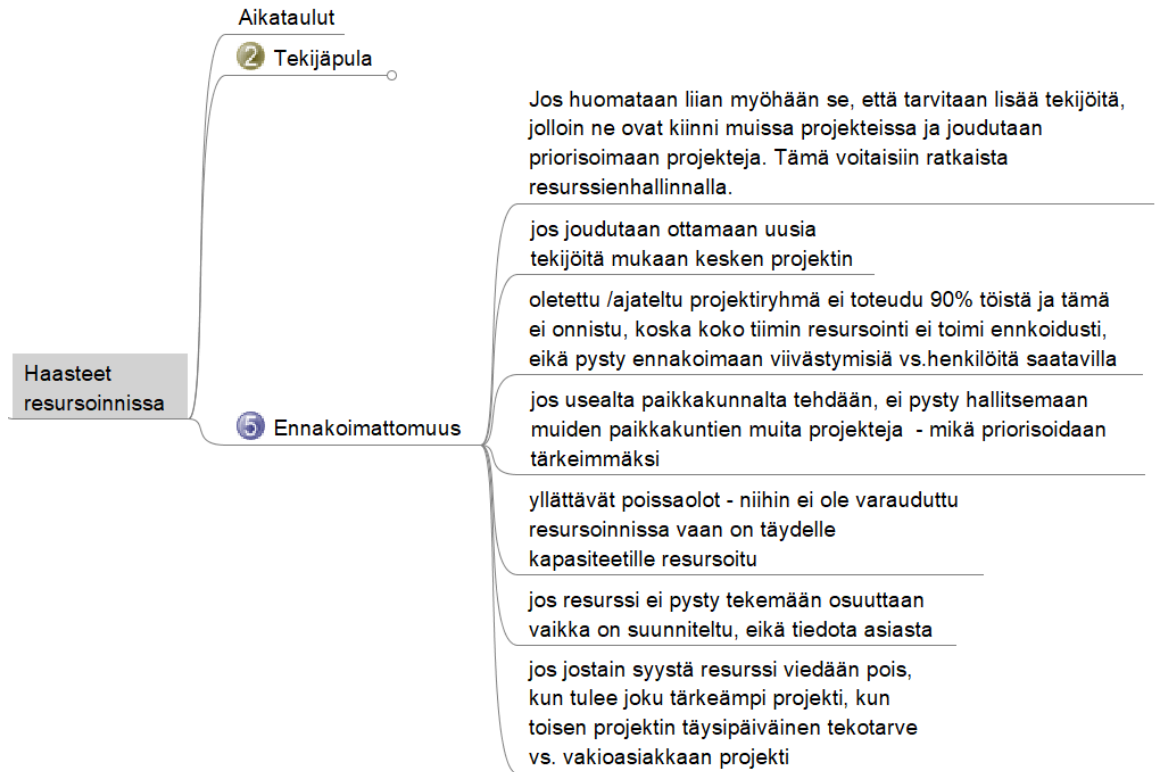 Aikataulut
2 Tekijäpula
Jos huomataan liian myöhään se, että tarvitaan lisää tekijöitä,
jolloin ne ovat kiinni muissa projekteissa ja joudutaan
priorisoimaan projekteja. Tämä voitaisiin ratkaista
resurssienhallinnalla.
jos joudutaan ottamaan uusia
tekijöitä mukaan kesken projektin
oletettu /ajateltu projektiryhmä ei toteudu 90% töistä ja tämä
ei onnistu, koska koko tiimin resursointi ei toimi ennkoidusti,
eikä pysty ennakoimaan viivästymisiä vs.henkilöitä saatavilla
Haasteet
resursoinnissa
5 Ennakoimattomuus
jos usealta paikkakunnalta tehdään, ei pysty hallitsemaan
muiden paikkakuntien muita projekteja - mikä priorisoidaan
tärkeimmäksi
yllättävät poissaolot - niihin ei ole varauduttu
resursoinnissa vaan on täydelle
kapasiteetille resursoitu
jos resurssi ei pysty tekemään osuuttaan
vaikka on suunniteltu, eikä tiedota asiasta
jos jostain syystä resurssi viedään pois,
kun tulee joku tärkeämpi projekti, kun
toisen projektin täysipäiväinen tekotarve
vs. vakioasiakkaan projekti